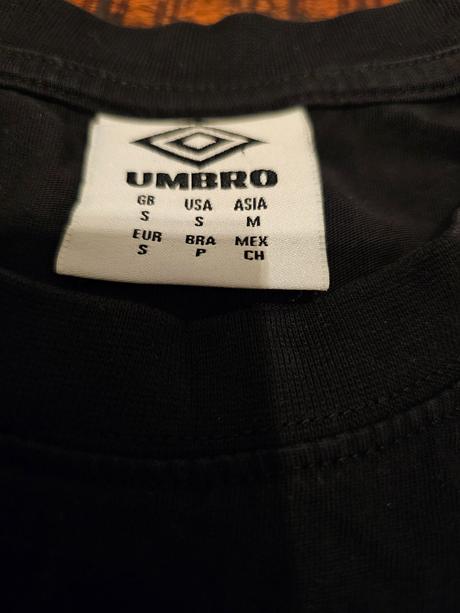 UMBRO
GB USA ASIA
S S M
EUR BRA MEX
S P CH